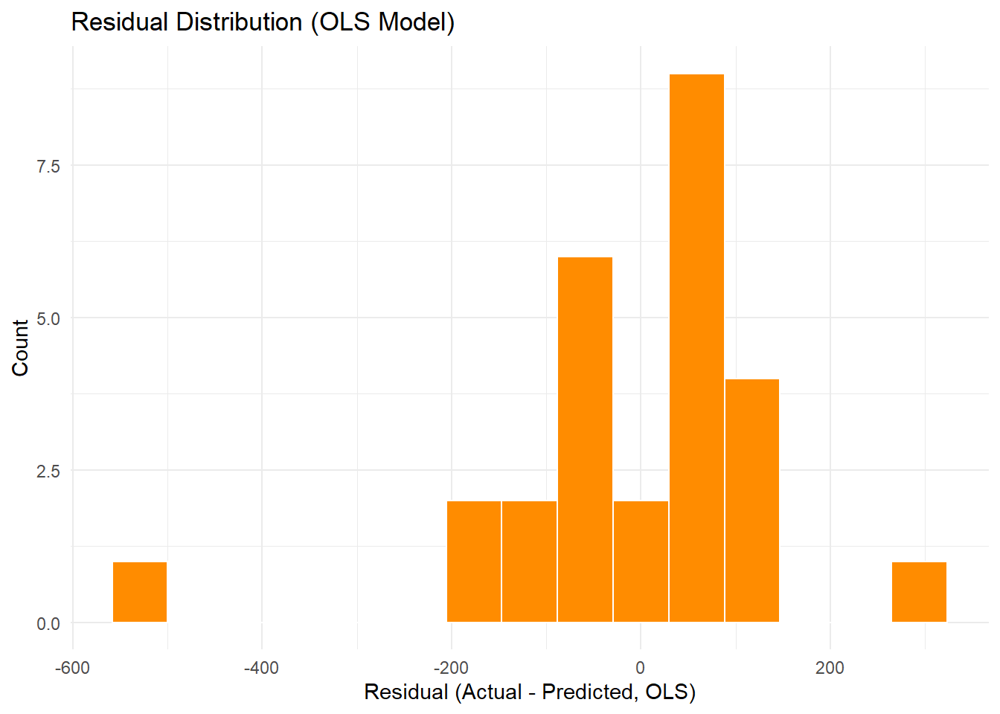 Residual Distribution (OLS Model)
7.5
5.0
2.5
0.0
Count
-600 -400 -200 0 200
Residual (Actual - Predicted, OLS)